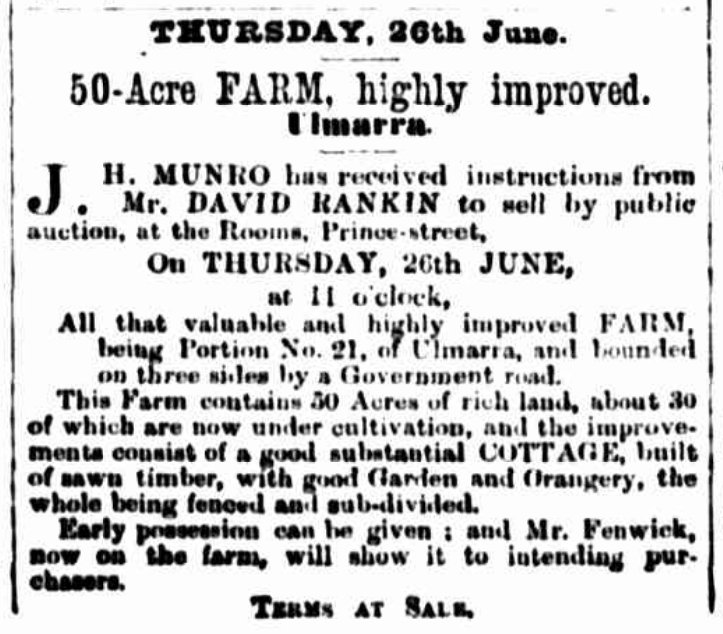 THURSDAY, 26th June.
50-Acre FARM, highly improved.
Ulmarra.
J. H. MUNRO has received instructions from
Mr. DAVID RANKIN to sell by public
auction, at the Rooms, Prince-street,
On THURSDAY, 26th JUNE,
at 11 o'clock,
All that valuable and highly improved FARM,
being Portion No. 21, of Ulmarra, and bounded
on three sides by a Government road.
This Farm contains 50 Acres of rich land, about 30
of which are now under cultivation, and the improve-
ments consist of a good substantial COTTAGE, built
of sawn timber, with good Garden and Orangery, the
whole being fenced and sub-divided.
Early possession can be given ; and Mr. Fenwick,
now on the farm, will show it to intending pur-
chasers.
TERMS AT SALE.